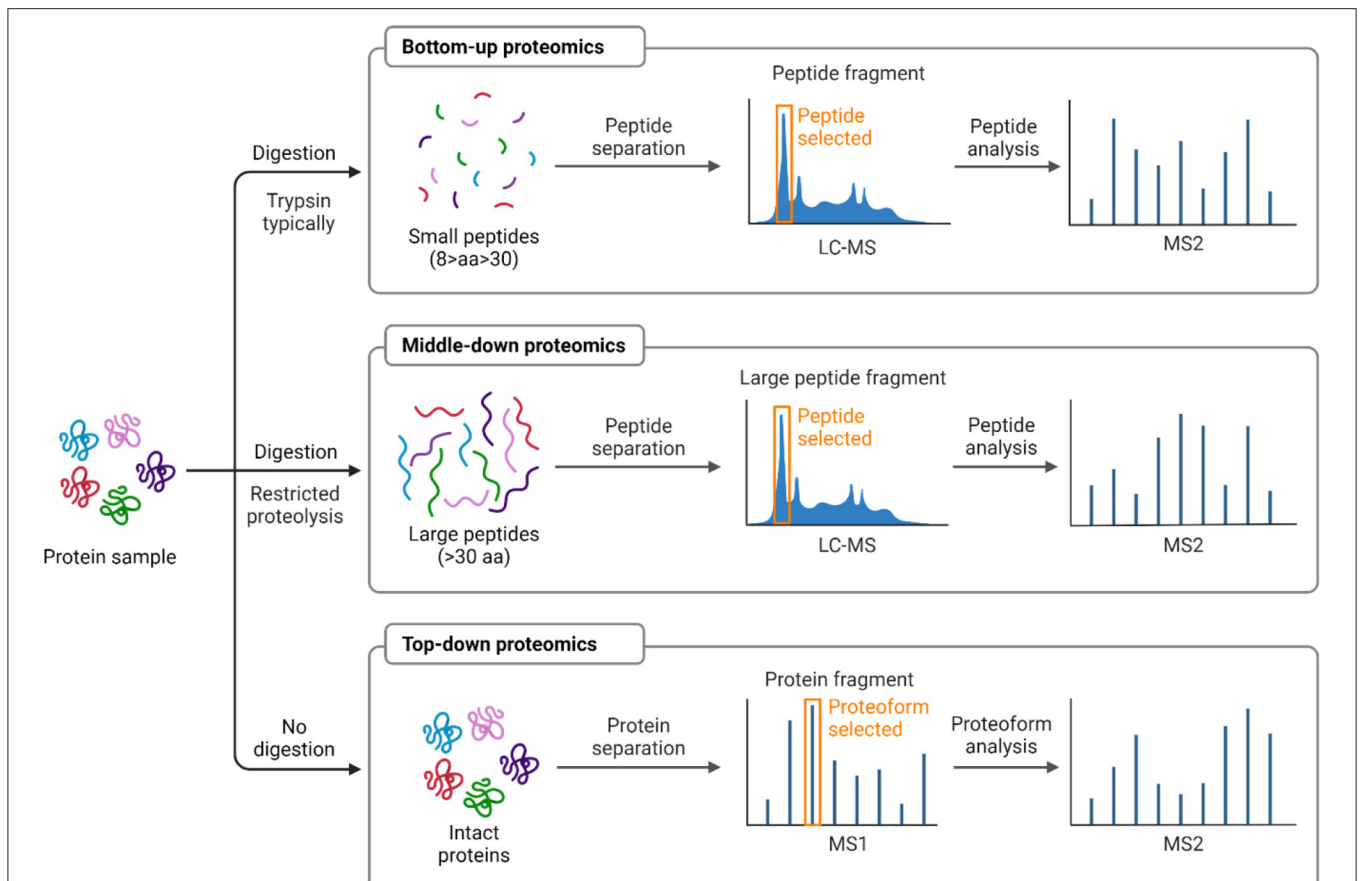 Bottom-up proteomics
Digestion
Trypsin
typically
Small peptides
(8>aa>30)
Peptide
separation
Peptide fragment
Peptide
selected
LC-MS
Peptide
analysis
MS2
Protein sample
Middle-down proteomics
Digestion
Restricted
proteolysis
Large peptides
(>30 aa)
Peptide
separation
Large peptide fragment
Peptide
selected
LC-MS
Peptide
analysis
MS2
Top-down proteomics
No
digestion
Intact
proteins
Protein
separation
Protein fragment
Proteoform
selected
MS1
Proteoform
analysis
MS2